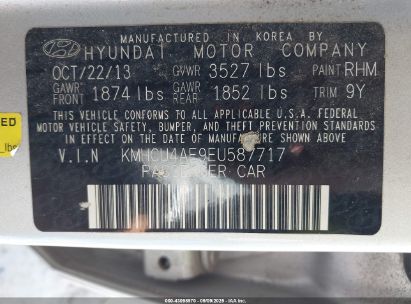 MANUFACTURED IN KOREA BY
HYUNDAI MOTOR COMPANY
OCT/22/13 GVWR 3527 lbs PAINT RHM
GAWR FRONT 1874 lbs GAWR REAR 1852 lbs TRIM 9Y
THIS VEHICLE CONFORMS TO ALL APPLICABLE U.S.A. FEDERAL
MOTOR VEHICLE SAFETY, BUMPER, AND THEFT PREVENTION
STANDARDS IN EFFECT ON THE DATE OF MANUFACTURE
SHOWN ABOVE.
V.I.N KMHCU4AE9EU587717
PASSENGER CAR
lbs